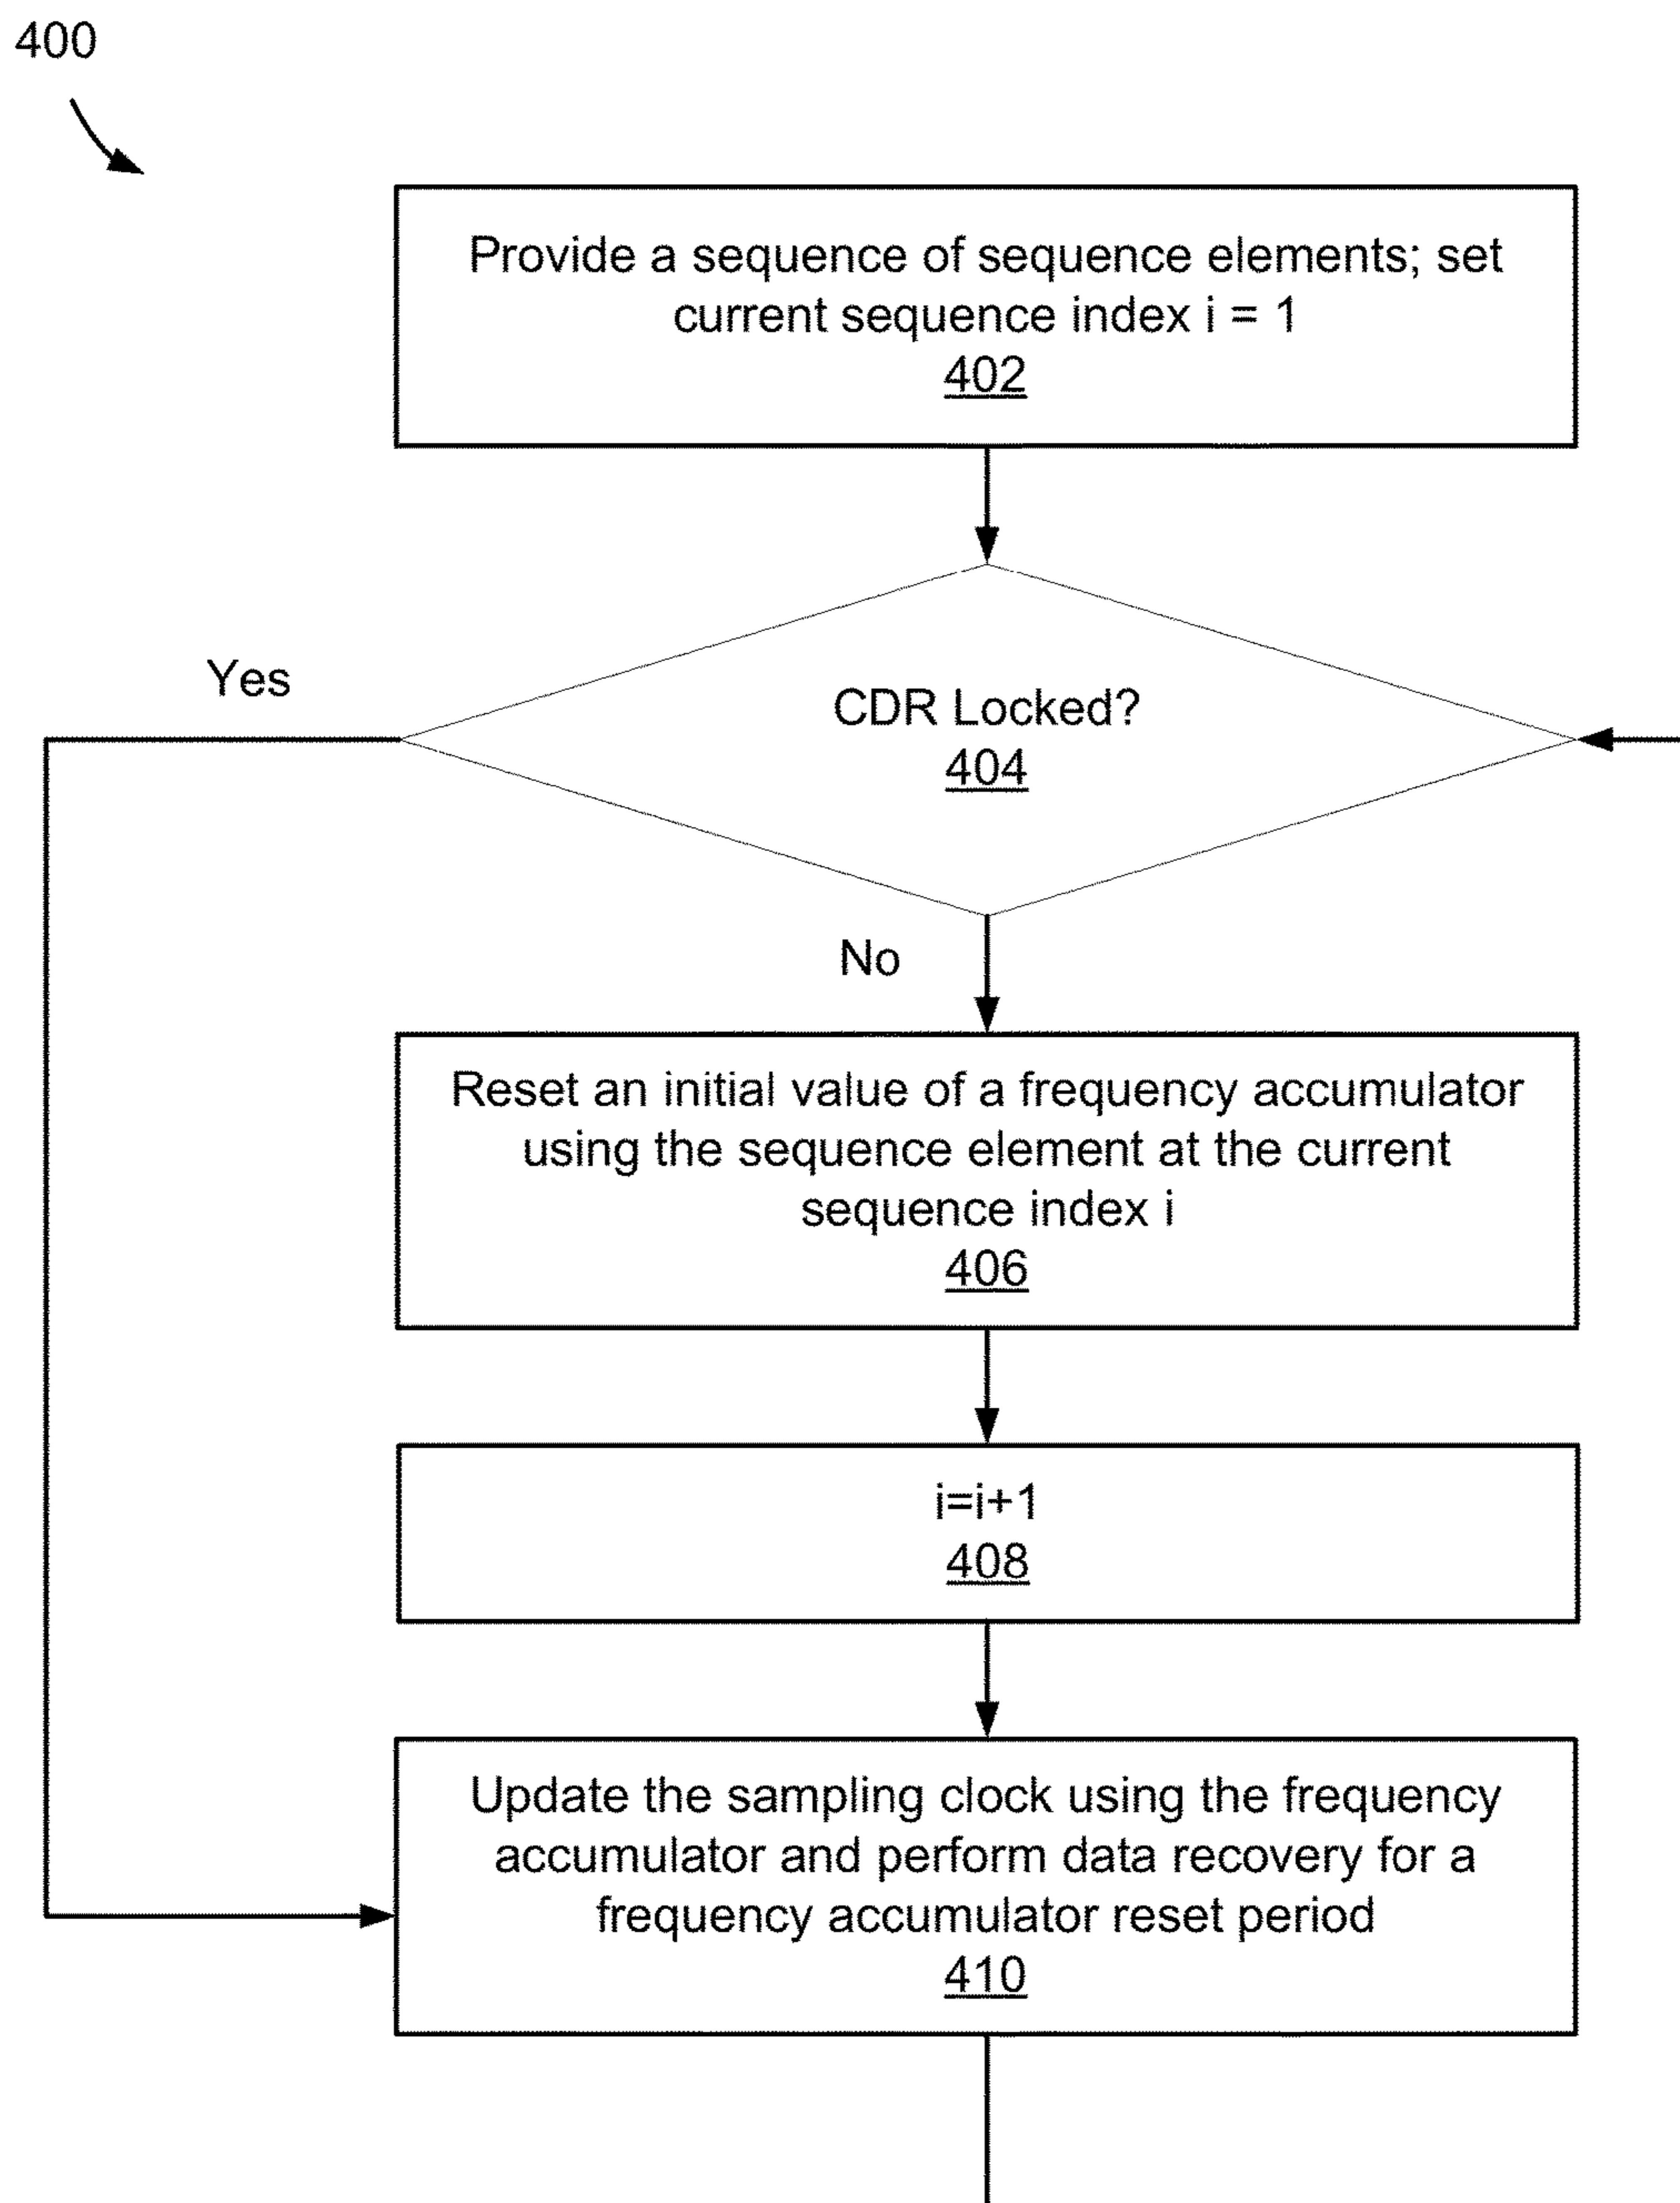 400
Provide a sequence of sequence elements; set
current sequence index i = 1
402
Yes
CDR Locked?
404
No
Reset an initial value of a frequency accumulator
using the sequence element at the current
sequence index i
406
i=i+1
408
Update the sampling clock using the frequency
accumulator and perform data recovery for a
frequency accumulator reset period
410